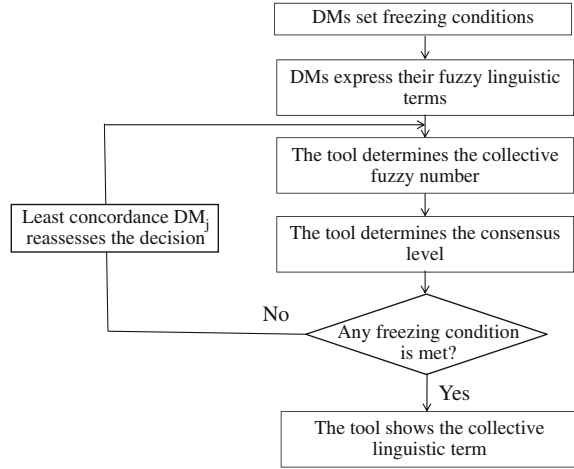 DMs set freezing conditions
DMs express their fuzzy linguistic
terms
The tool determines the collective
fuzzy number
Least concordance DMj
reassesses the decision
The tool determines the consensus
level
No
Any freezing condition
is met?
Yes
The tool shows the collective
linguistic term